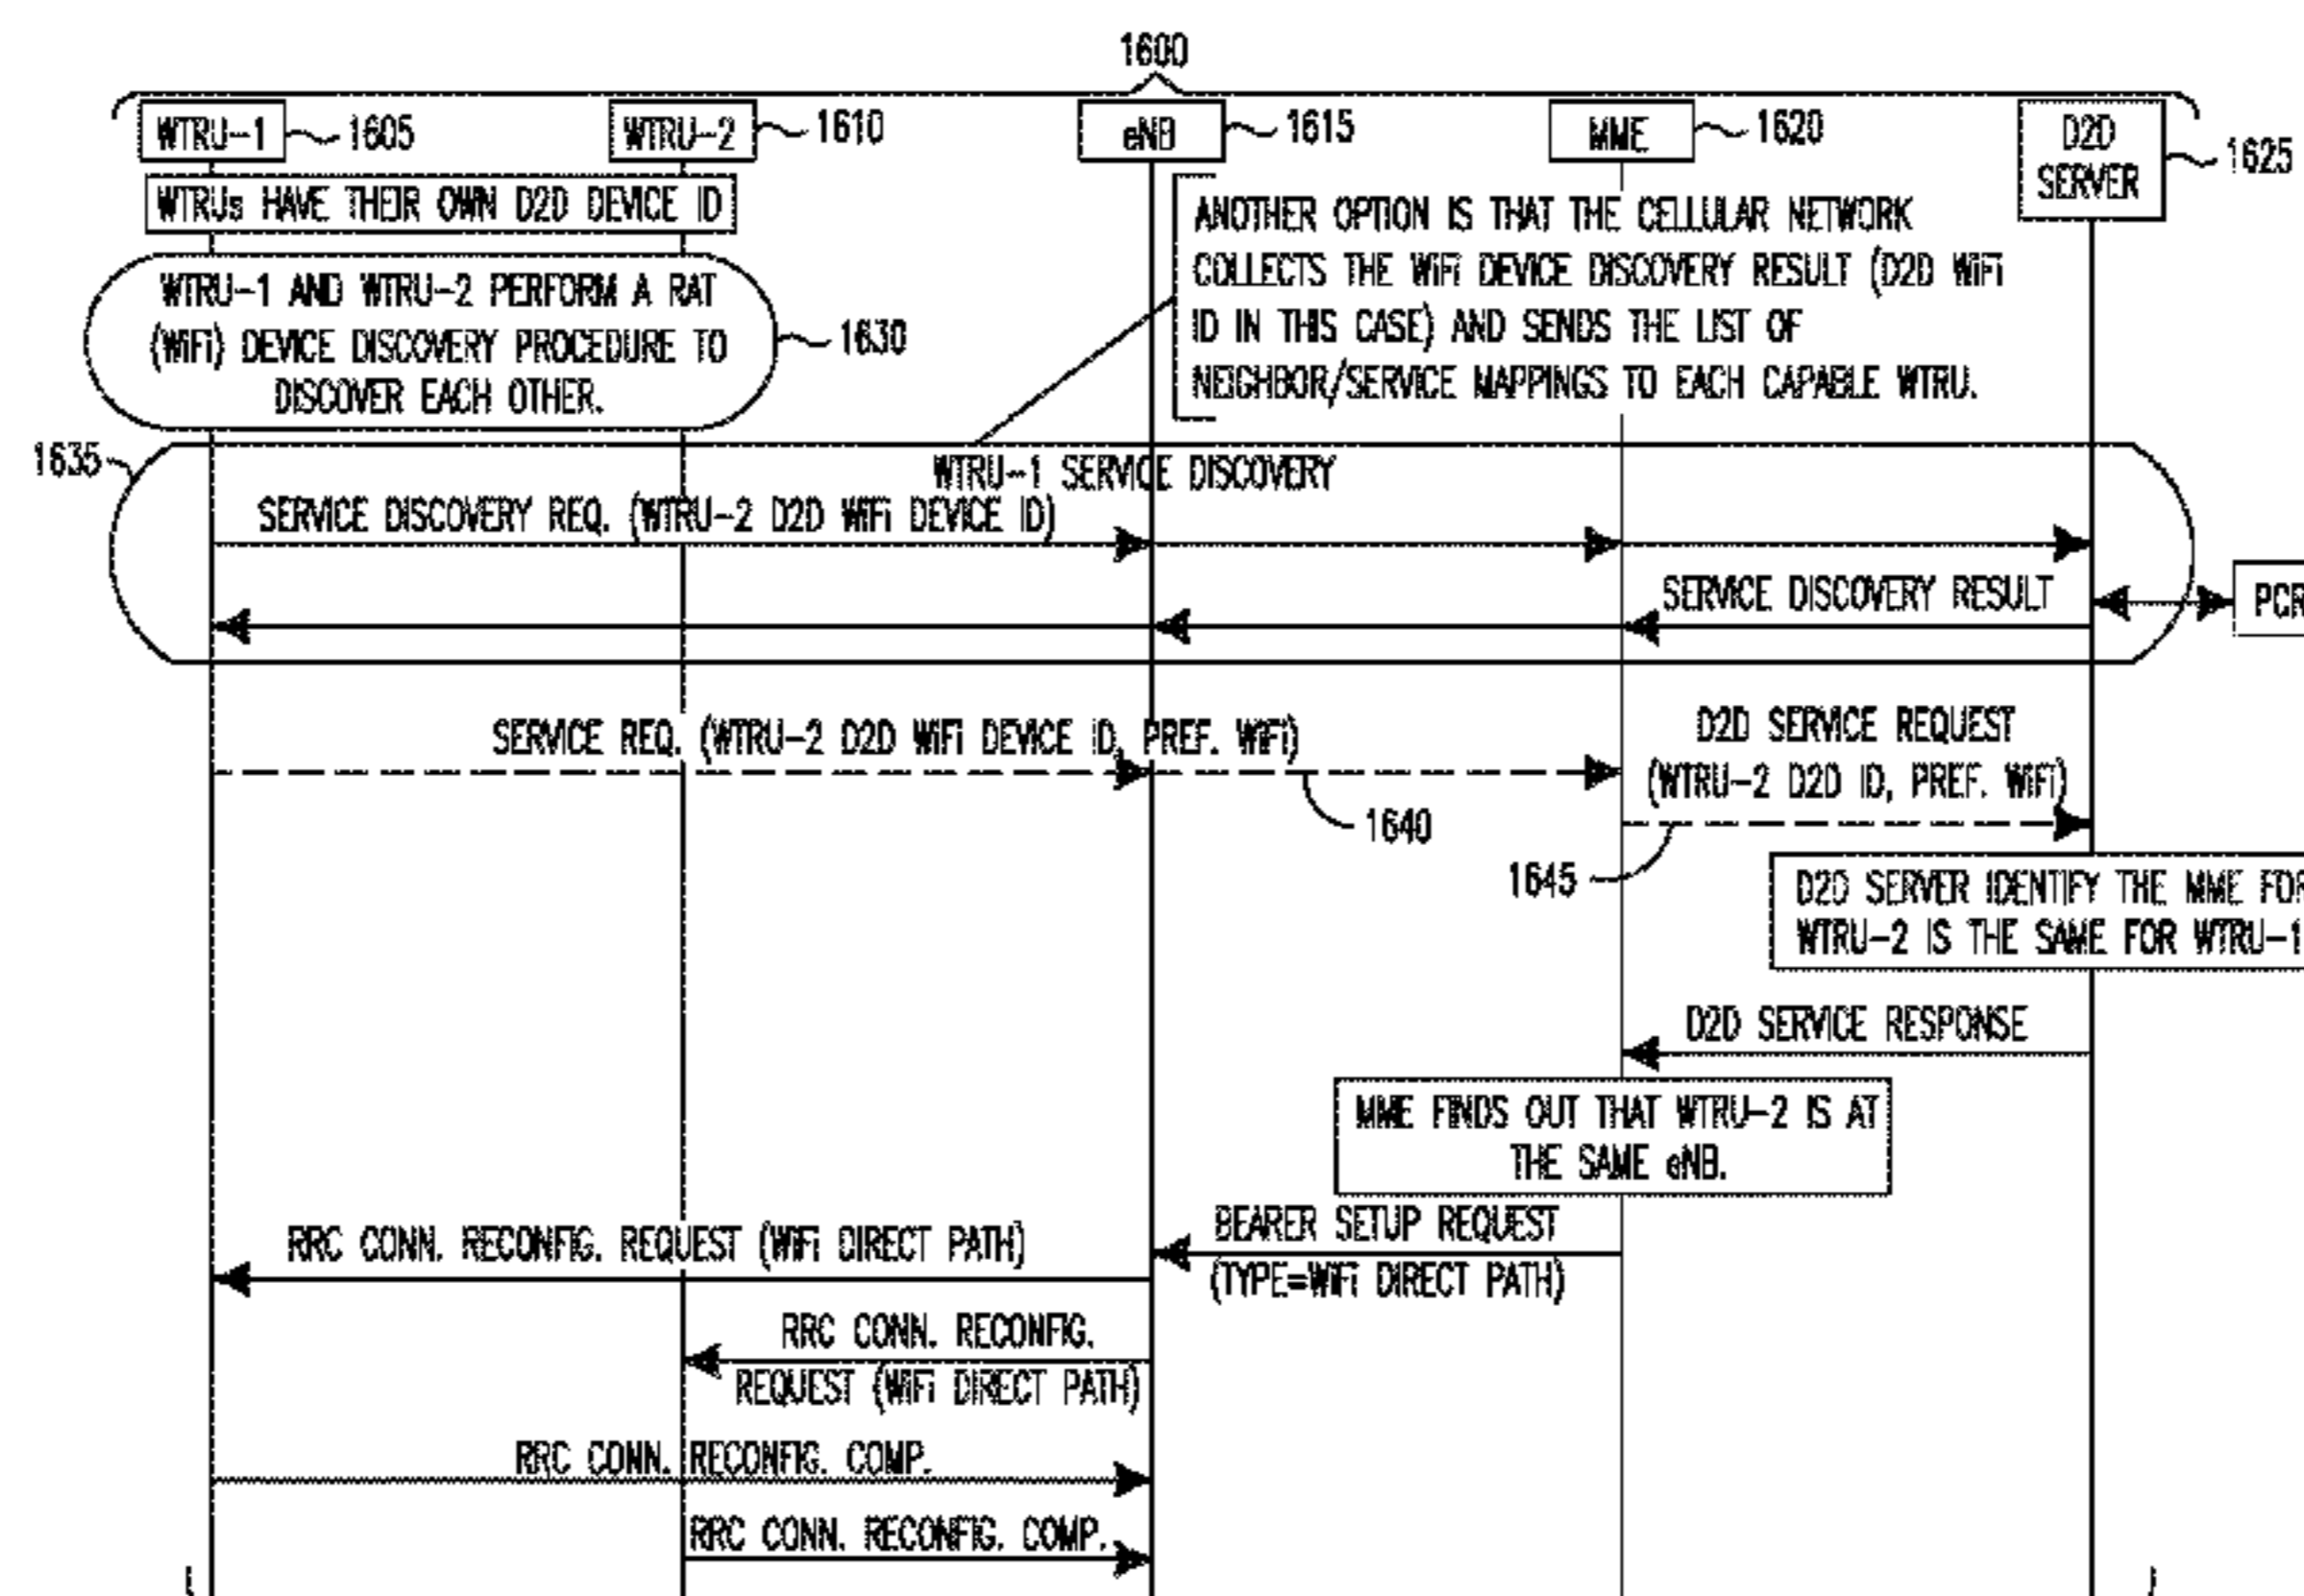 1600
WTRU-1
1605
WTRU-2
1610
eNB
1615
MME
1620
D2D
SERVER
1625
WTRUs HAVE THEIR OWN D2D DEVICE ID
WTRU-1 AND WTRU-2 PERFORM A RAT
(WiFi) DEVICE DISCOVERY PROCEDURE TO
DISCOVER EACH OTHER.
1630
ANOTHER OPTION IS THAT THE CELLULAR NETWORK
COLLECTS THE WiFi DEVICE DISCOVERY RESULT (D2D WiFi
ID IN THIS CASE) AND SENDS THE LIST OF
NEIGHBOR/SERVICE MAPPINGS TO EACH CAPABLE WTRU.
1635
WTRU-1 SERVICE DISCOVERY
SERVICE DISCOVERY REQ. (WTRU-2 D2D WiFi DEVICE ID)
SERVICE DISCOVERY RESULT
PCR
SERVICE REQ. (WTRU-2 D2D WiFi DEVICE ID, PREF. WiFi)
1640
D2D SERVICE REQUEST
(WTRU-2 D2D ID, PREF. WiFi)
1645
D2D SERVER IDENTIFY THE MME FOR
WTRU-2 IS THE SAME FOR WTRU-1
D2D SERVICE RESPONSE
MME FINDS OUT THAT WTRU-2 IS AT
THE SAME eNB.
BEARER SETUP REQUEST
(TYPE=WiFi DIRECT PATH)
RRC CONN. RECONFIG. REQUEST (WiFi DIRECT PATH)
RRC CONN. RECONFIG.
REQUEST (WiFi DIRECT PATH)
RRC CONN. RECONFIG. COMP.
RRC CONN. RECONFIG. COMP.